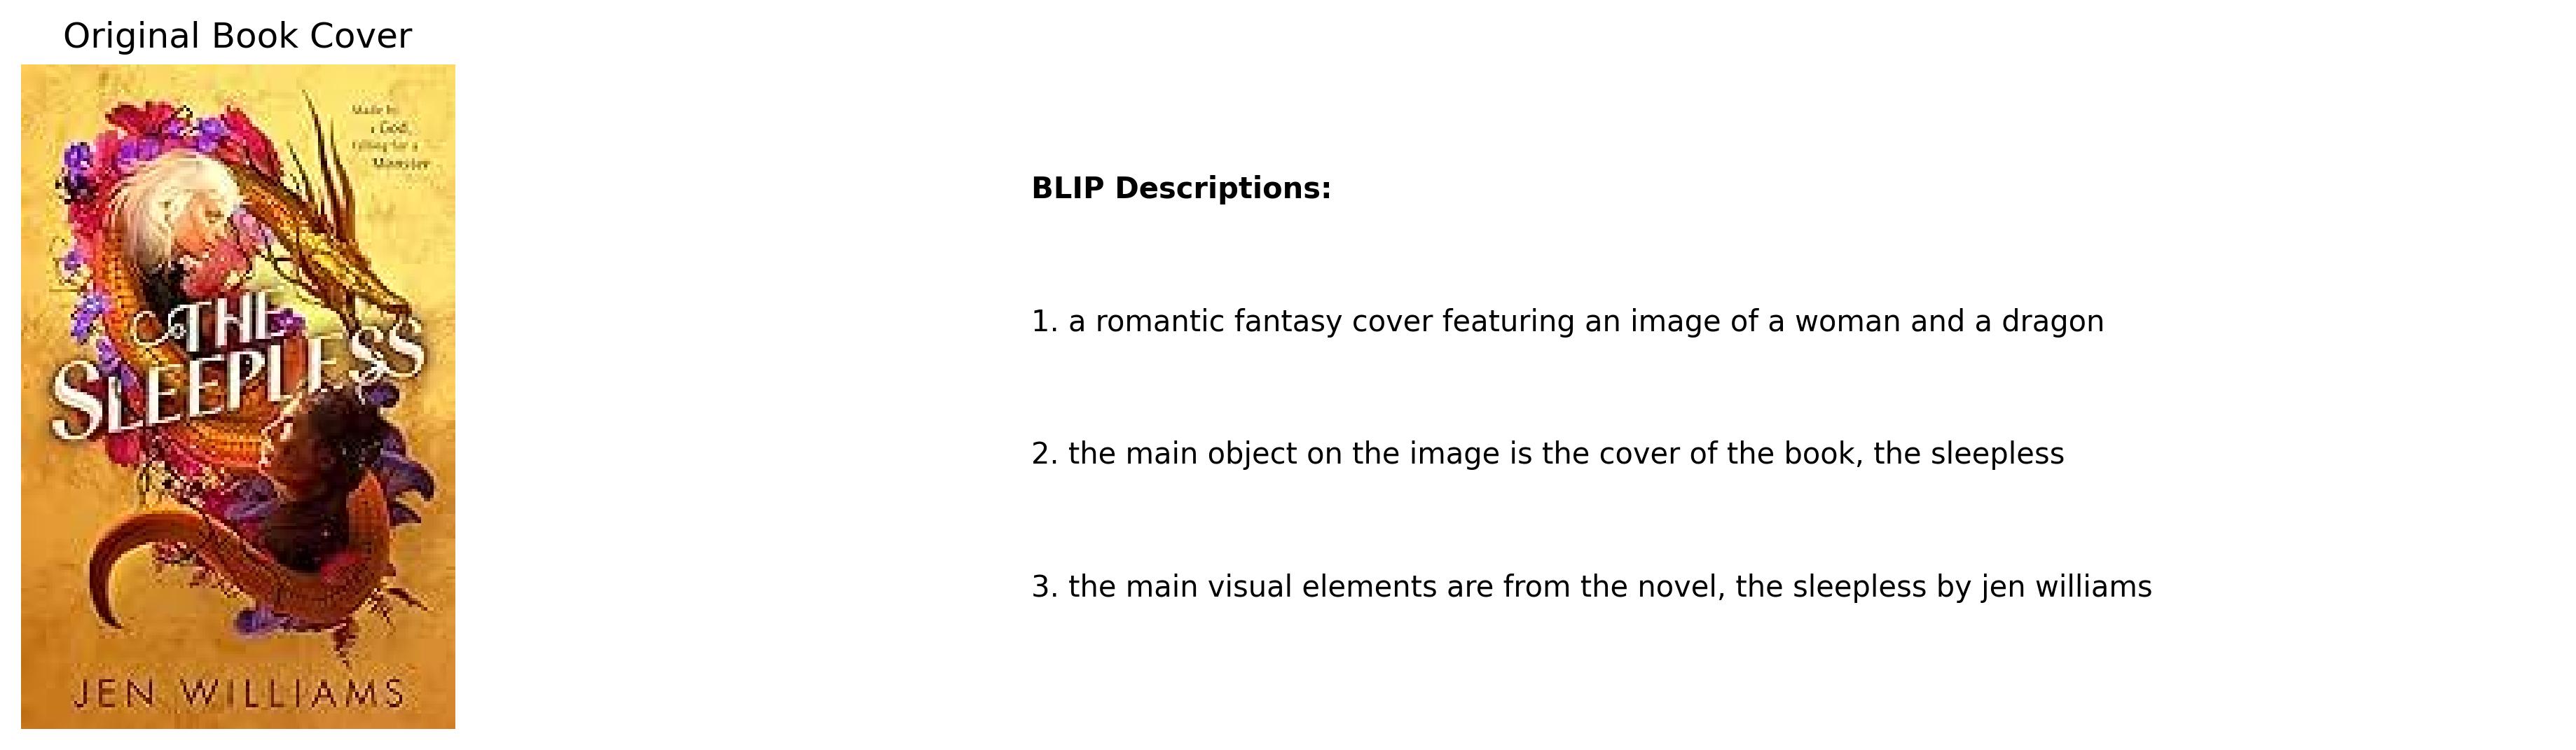 Original Book Cover
Made by
a God,
Falling for a
Monster
THE
SLEEPLESS
JEN WILLIAMS
BLIP Descriptions:
1. a romantic fantasy cover featuring an image of a woman and a dragon
2. the main object on the image is the cover of the book, the sleepless
3. the main visual elements are from the novel, the sleepless by jen williams